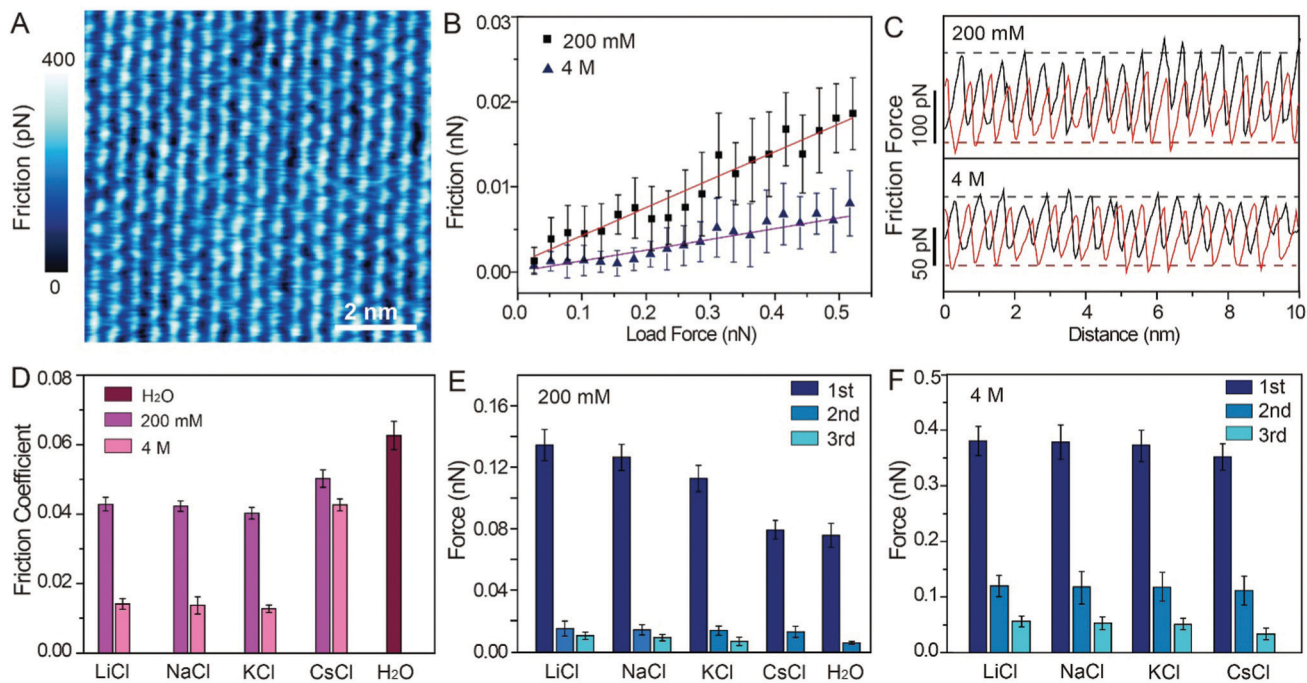 A
400
Friction (pN)
0
2 nm
B
0.03
0.02
0.01
0.00
Friction (nN)
200 mM
4 M
0.0 0.1 0.2 0.3 0.4 0.5
Load Force (nN)
C
200 mM
100 pN
4 M
50 pN
Friction Force
0 2 4 6 8 10
Distance (nm)
D
0.08
0.06
0.04
0.02
0.00
Friction Coefficient
H₂O
200 mM
4 M
LiCl NaCl KCl CsCl H₂O
E
200 mM
0.16
0.12
0.08
0.04
0.00
Force (nN)
1st
2nd
3rd
LiCl NaCl KCl CsCl H₂O
F
4 M
0.5
0.4
0.3
0.2
0.1
0.0
Force (nN)
1st
2nd
3rd
LiCl NaCl KCl CsCl